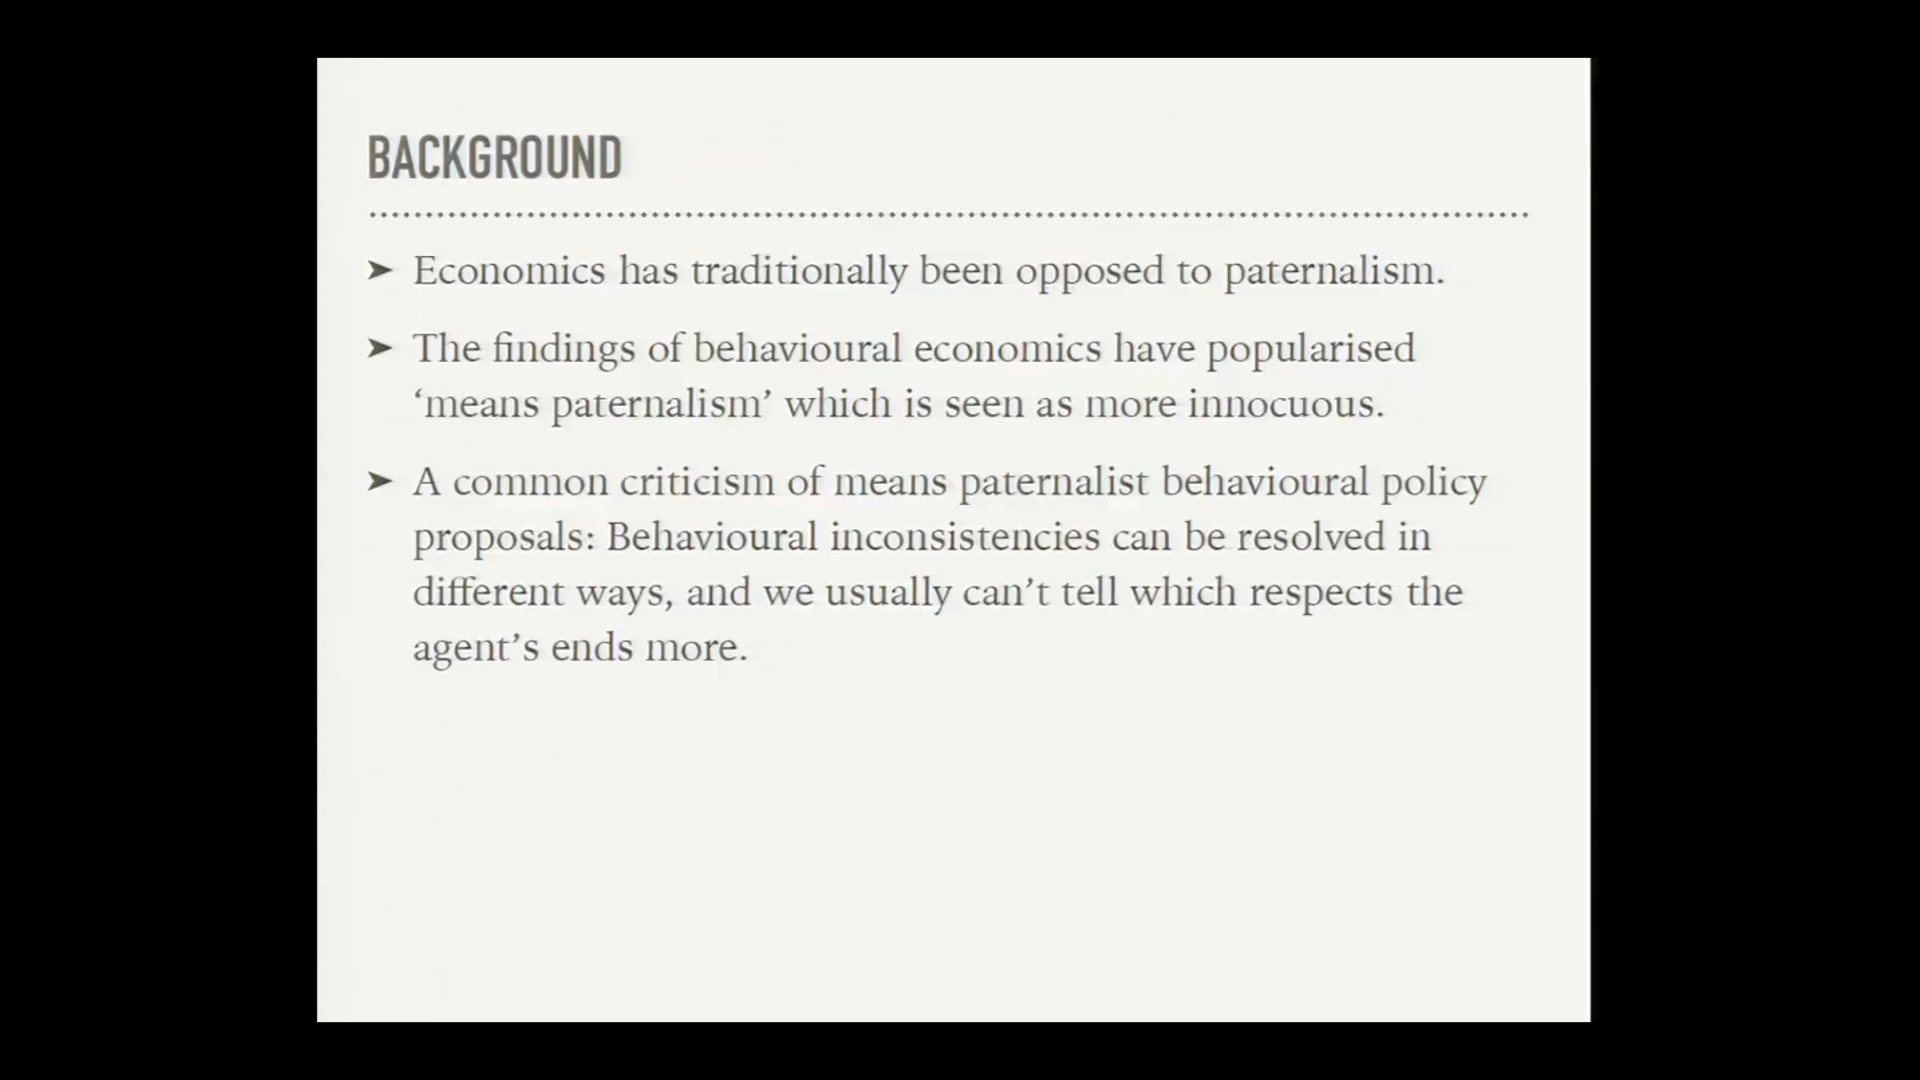 BACKGROUND
➤ Economics has traditionally been opposed to paternalism.
➤ The findings of behavioural economics have popularised
‘means paternalism’ which is seen as more innocuous.
➤ A common criticism of means paternalist behavioural policy
proposals: Behavioural inconsistencies can be resolved in
different ways, and we usually can’t tell which respects the
agent’s ends more.